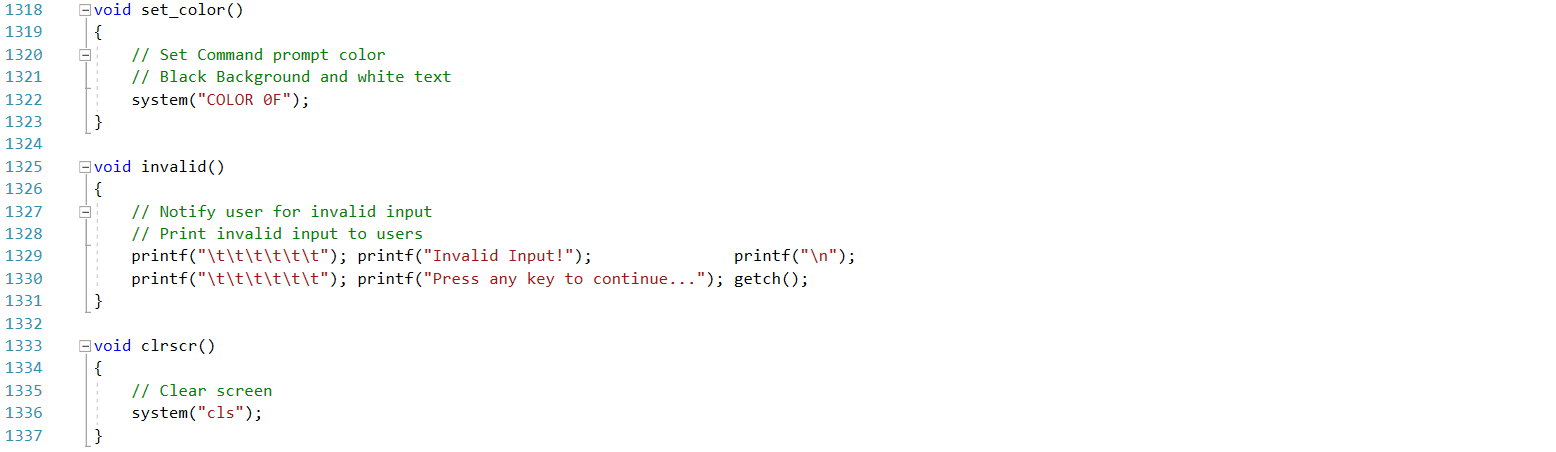 1318 void set_color()
1319 {
1320     // Set Command prompt color
1321     // Black Background and white text
1322     system("COLOR 0F");
1323 }
1324
1325 void invalid()
1326 {
1327     // Notify user for invalid input
1328     // Print invalid input to users
1329     printf("\t\t\t\t\t\t"); printf("Invalid Input!");               printf("\n");
1330     printf("\t\t\t\t\t\t"); printf("Press any key to continue..."); getch();
1331 }
1332
1333 void clrscr()
1334 {
1335     // Clear screen
1336     system("cls");
1337 }